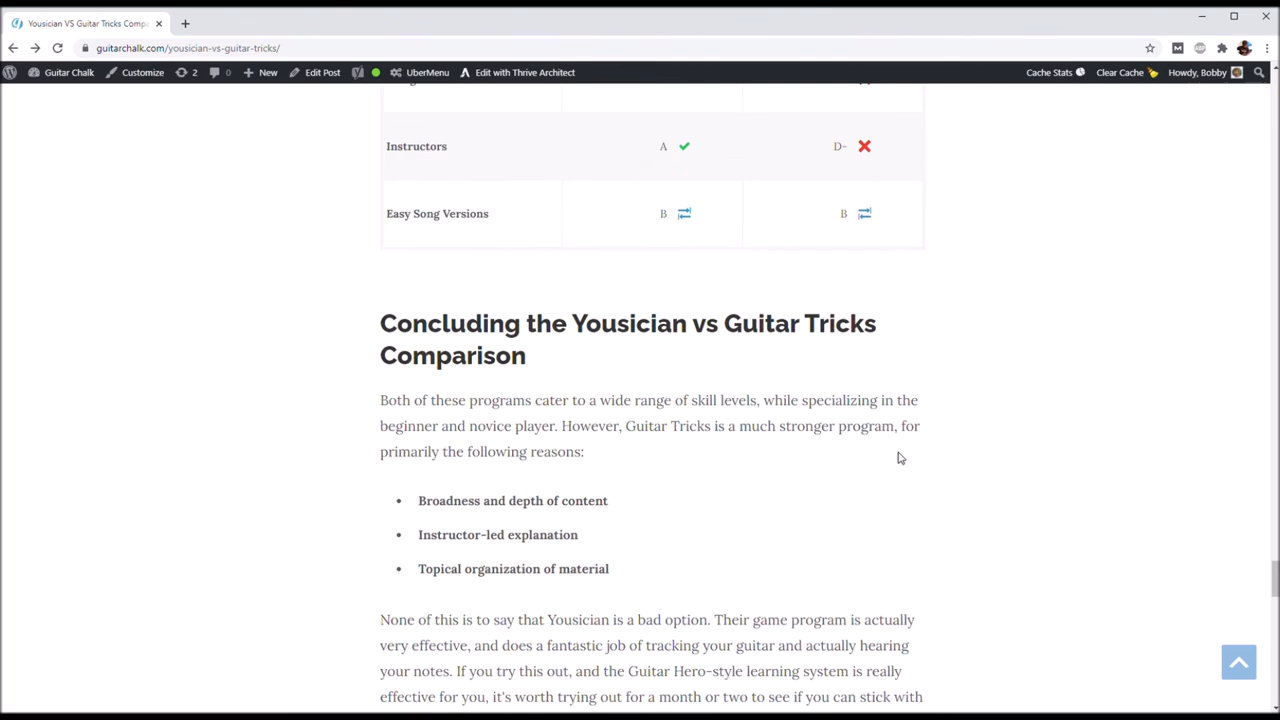 Yousician VS Guitar Tricks Comp
guitarchalk.com/yousician-vs-guitar-tricks/
Guitar Chalk Customize 2 0 New Edit Post UberMenu Edit with Thrive Architect Cache Stats Clear Cache Howdy, Bobby
Instructors A D-
Easy Song Versions B B
Concluding the Yousician vs Guitar Tricks
Comparison
Both of these programs cater to a wide range of skill levels, while specializing in the
beginner and novice player. However, Guitar Tricks is a much stronger program, for
primarily the following reasons:
• Broadness and depth of content
• Instructor-led explanation
• Topical organization of material
None of this is to say that Yousician is a bad option. Their game program is actually
very effective, and does a fantastic job of tracking your guitar and actually hearing
your notes. If you try this out, and the Guitar Hero-style learning system is really
effective for you, it's worth trying out for a month or two to see if you can stick with